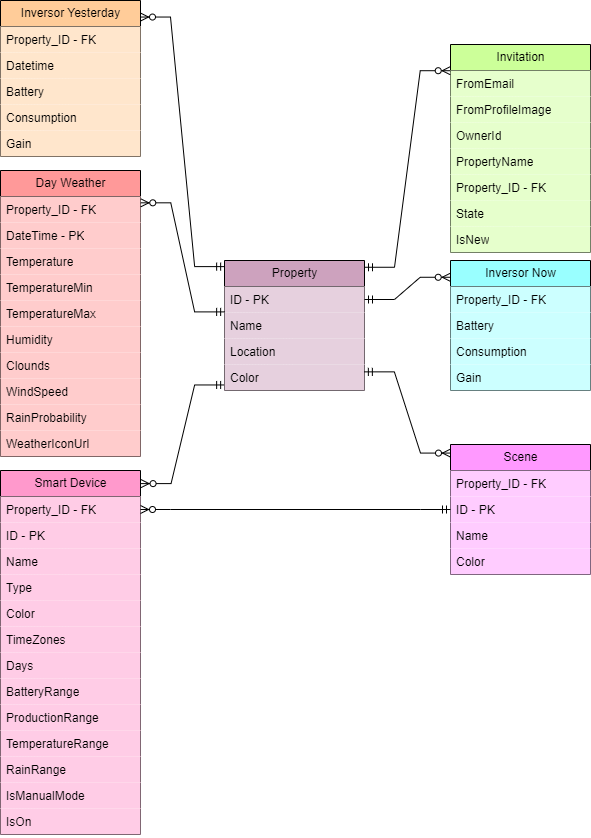 Inversor Yesterday
Property_ID - FK
Datetime
Battery
Consumption
Gain
Day Weather
Property_ID - FK
DateTime - PK
Temperature
TemperatureMin
TemperatureMax
Humidity
Clounds
WindSpeed
RainProbability
WeatherIconUrl
Smart Device
Property_ID - FK
ID - PK
Name
Type
Color
TimeZones
Days
BatteryRange
ProductionRange
TemperatureRange
RainRange
IsManualMode
IsOn
Property
ID - PK
Name
Location
Color
Invitation
FromEmail
FromProfileImage
OwnerId
PropertyName
Property_ID - FK
State
IsNew
Inversor Now
Property_ID - FK
Battery
Consumption
Gain
Scene
Property_ID - FK
ID - PK
Name
Color